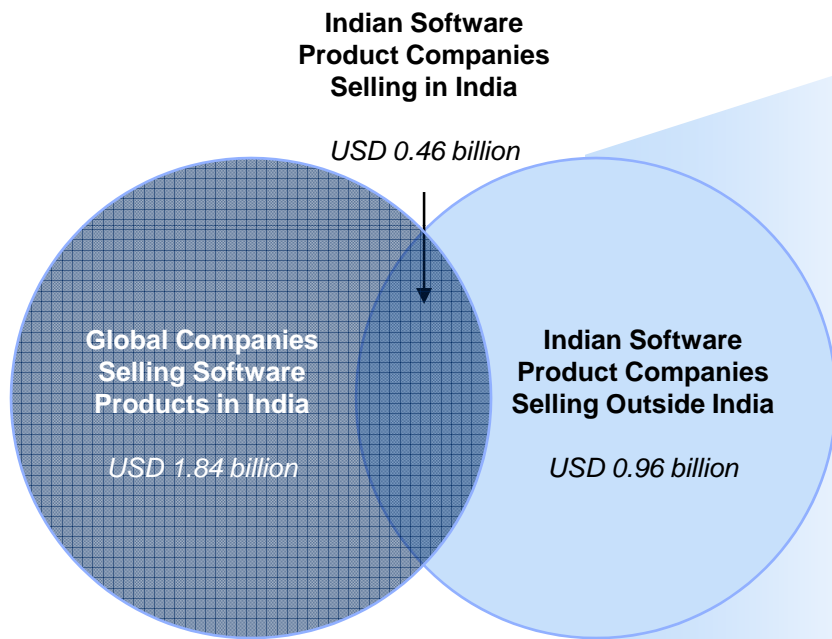 Indian Software
Product Companies
Selling in India
USD 0.46 billion
Global Companies
Selling Software
Products in India
USD 1.84 billion
Indian Software
Product Companies
Selling Outside India
USD 0.96 billion